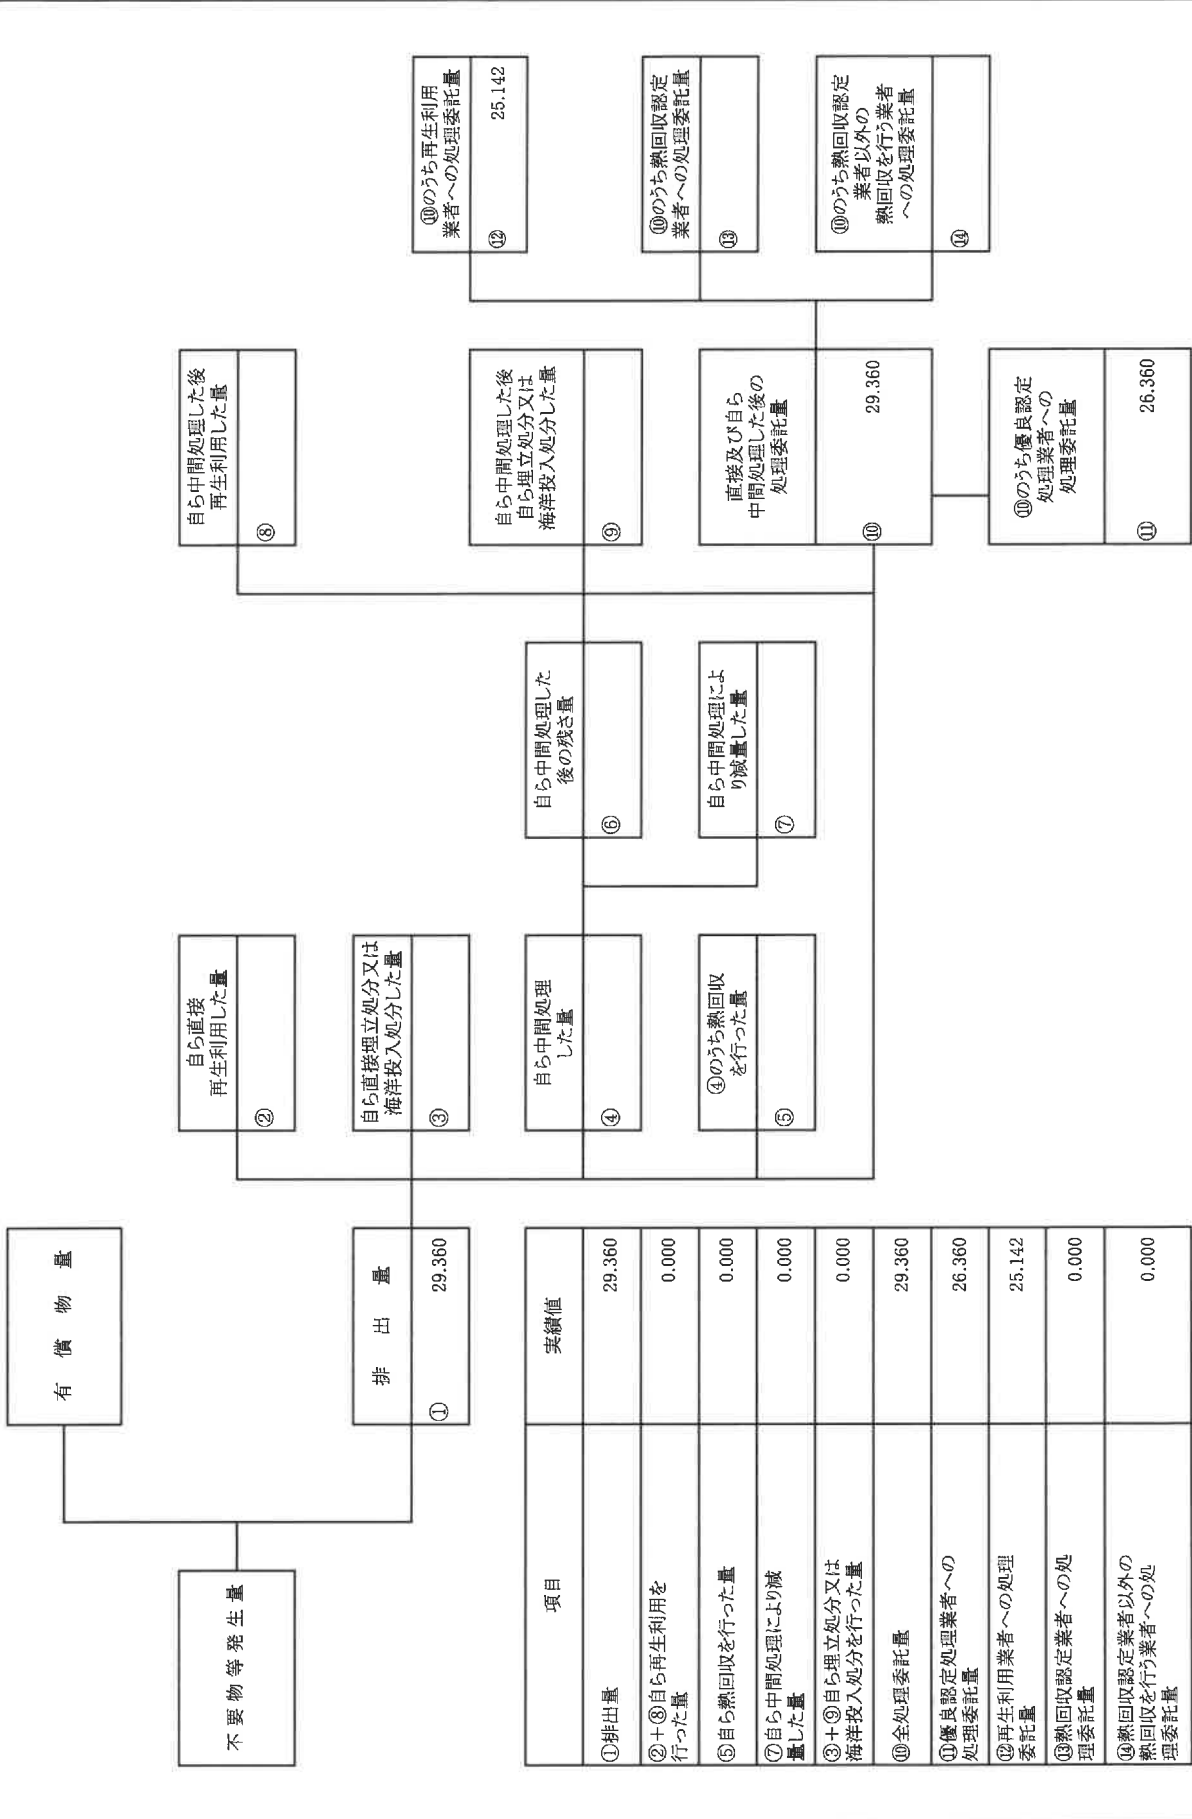 不要物等発生量
有償物量
排出量
① 29.360
自ら直接
再生利用した量
②
自ら直接埋立処分又は
海洋投入処分した量
③
自ら中間処理
した量
④
④のうち熱回収
を行った量
⑤
自ら中間処理した
後の残さ量
⑥
自ら中間処理によ
り減量した量
⑦
自ら中間処理した後
再生利用した量
⑧
自ら中間処理した後
自ら埋立処分又は
海洋投入処分した量
⑨
直接及び自ら
中間処理した後の
処理委託量
⑩ 29.360
⑩のうち優良認定
処理業者への
処理委託量
⑪ 26.360
⑩のうち再生利用
業者への処理委託量
⑫ 25.142
⑩のうち熱回収認定
業者への処理委託量
⑬
⑩のうち熱回収認定
業者以外の
熱回収を行う業者
への処理委託量
⑭
項目 実績値
①排出量 29.360
②+⑧自ら再生利用を
行った量 0.000
⑤自ら熱回収を行った量 0.000
⑦自ら中間処理により減
量した量 0.000
③+⑨自ら埋立処分又は
海洋投入処分を行った量 0.000
⑩全処理委託量 29.360
⑪優良認定処理業者への
処理委託量 26.360
⑫再生利用業者への処理
委託量 25.142
⑬熱回収認定業者への処
理委託量 0.000
⑭熱回収認定業者以外の
熱回収を行う業者への処
理委託量 0.000